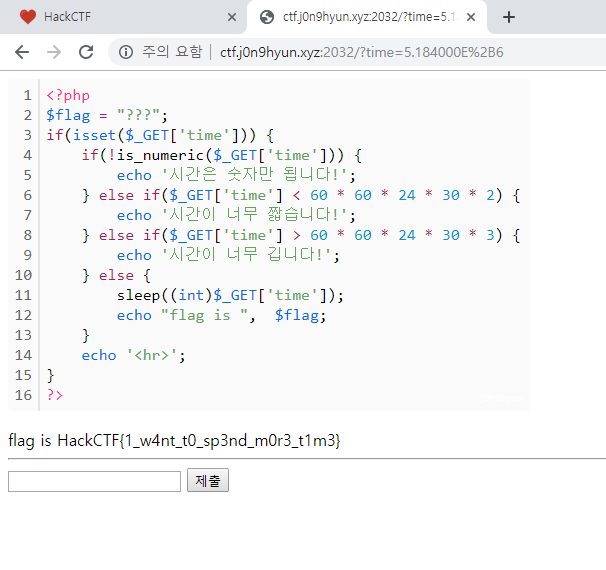 HackCTF
ctf.j0n9hyun.xyz:2032/?time=5.1
주의 요함 ctf.j0n9hyun.xyz:2032/?time=5.184000E%2B6
1 <?php
2 $flag = "???";
3 if(isset($_GET['time'])) {
4     if(!is_numeric($_GET['time'])) {
5         echo '시간은 숫자만 됩니다!';
6     } else if($_GET['time'] < 60 * 60 * 24 * 30 * 2) {
7         echo '시간이 너무 짧습니다!';
8     } else if($_GET['time'] > 60 * 60 * 24 * 30 * 3) {
9         echo '시간이 너무 깁니다!';
10     } else {
11         sleep((int)$_GET['time']);
12         echo "flag is ",  $flag;
13     }
14     echo '<hr>';
15 }
16 ?>
flag is HackCTF{1_w4nt_t0_sp3nd_m0r3_t1m3}
제출